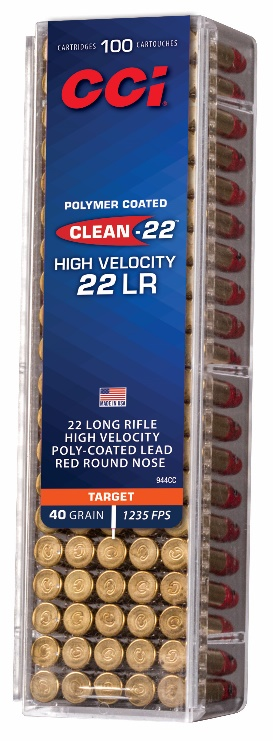 CARTRIDGES 100 CARTOUCHES
CCI
POLYMER COATED
CLEAN-22™
HIGH VELOCITY
22 LR
22 LONG RIFLE
HIGH VELOCITY
POLY-COATED LEAD
RED ROUND NOSE
944CC
TARGET
40 GRAIN 1235 FPS